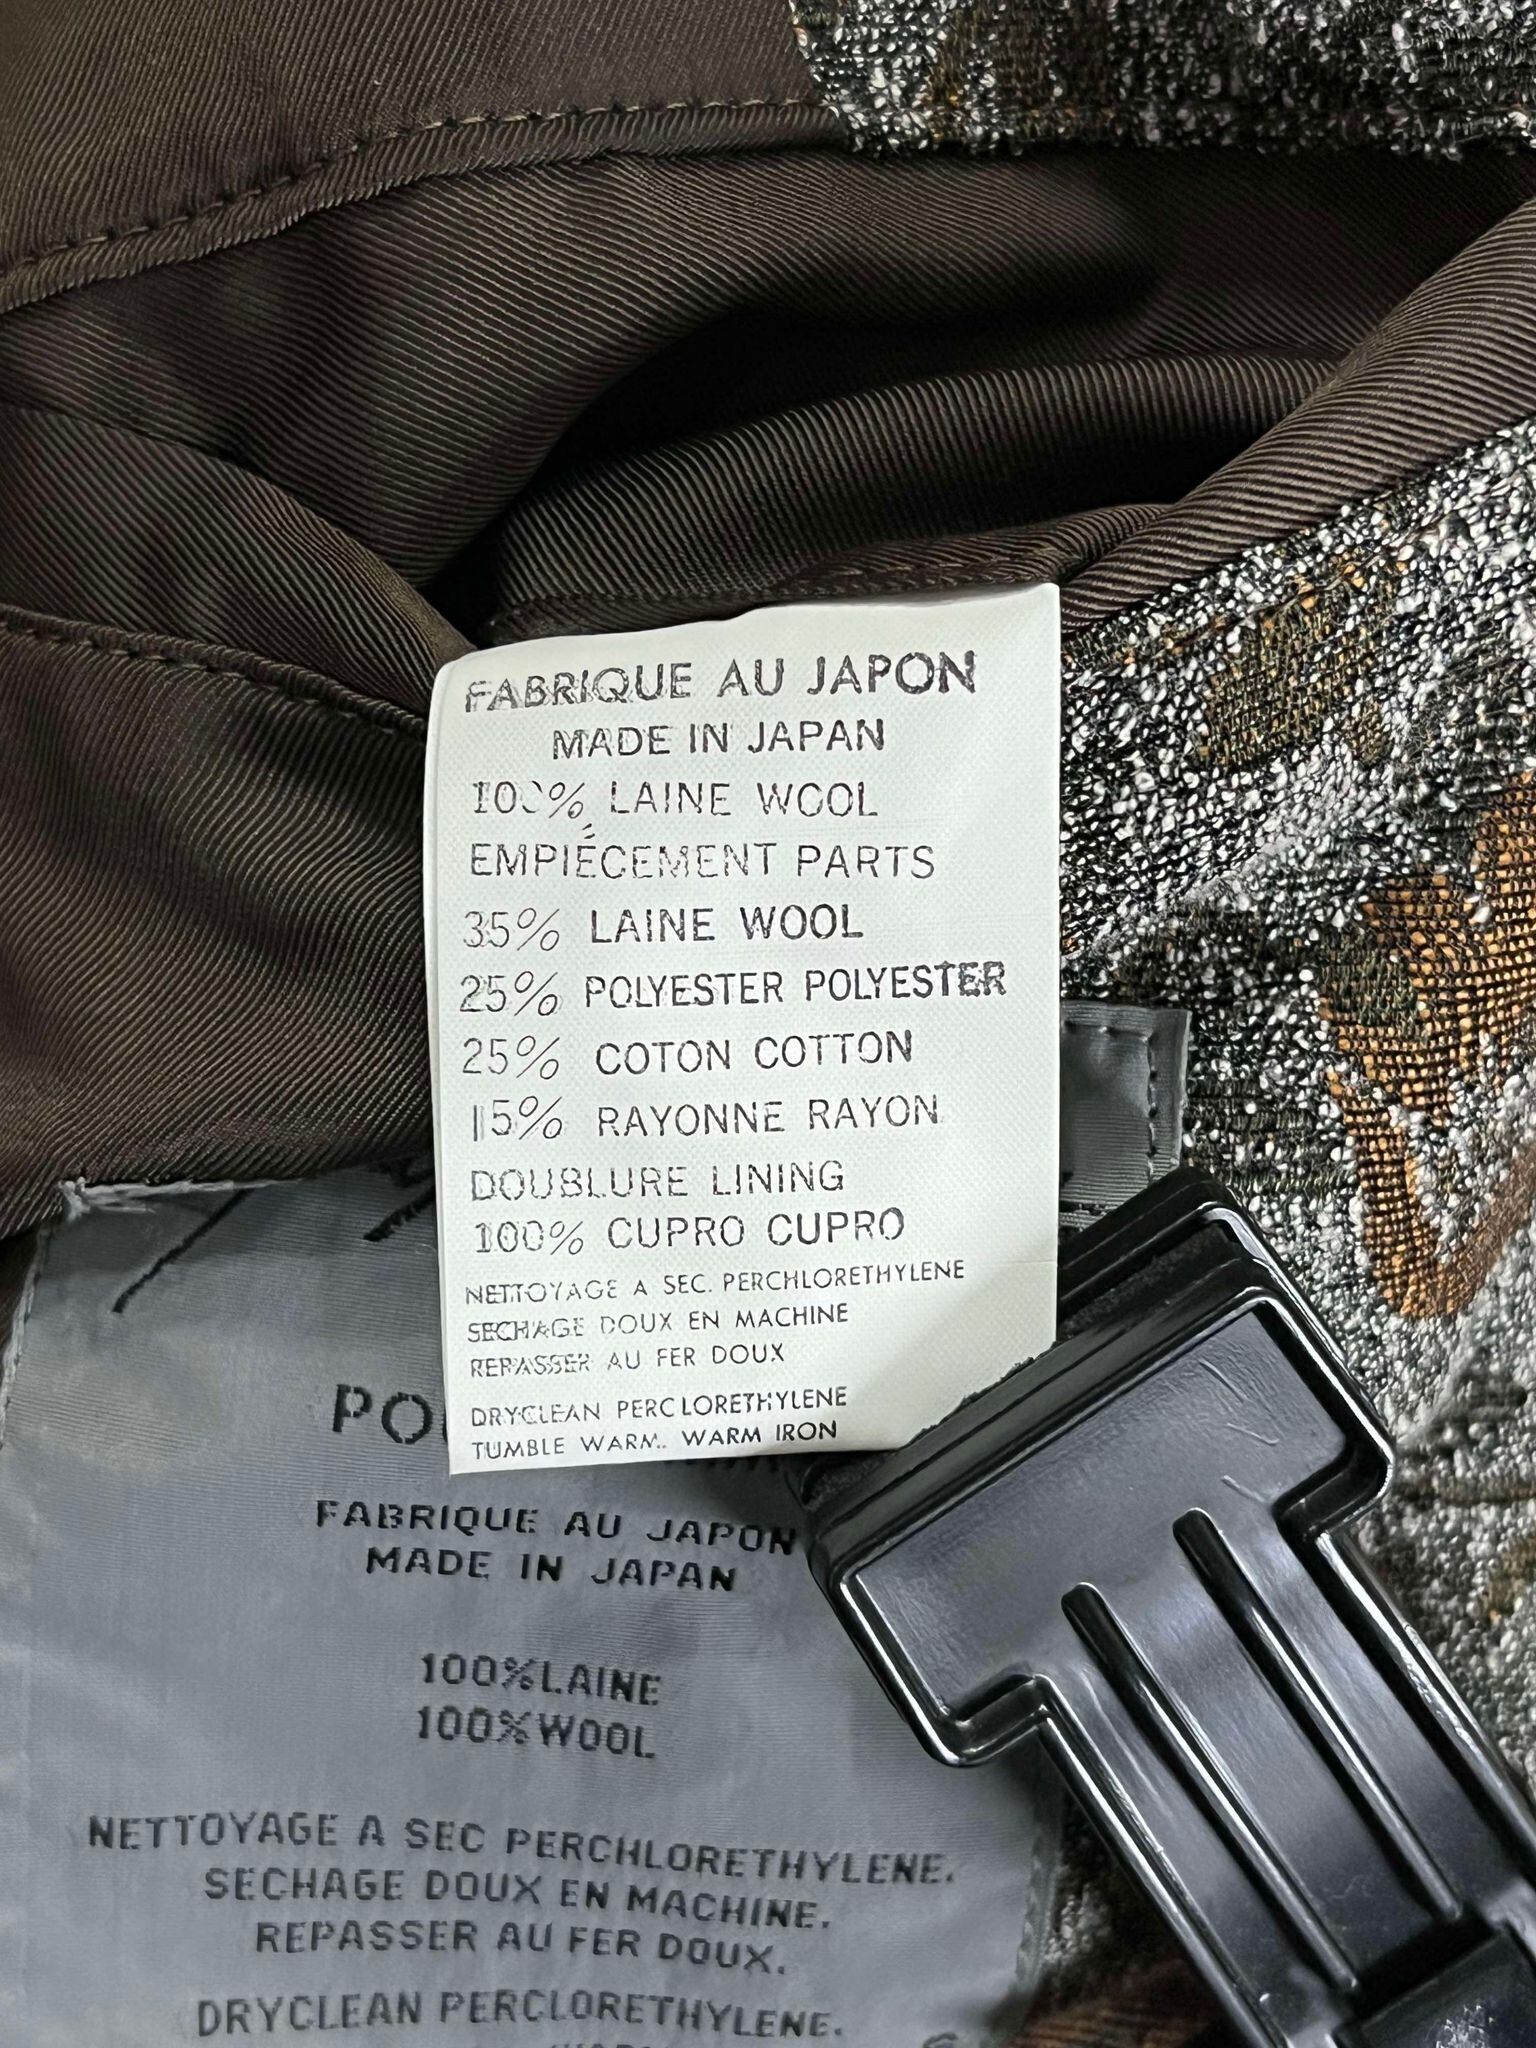 FABRIQUE AU JAPON
MADE IN JAPAN
100% LAINE WOOL
EMPIÉCEMENT PARTS
35% LAINE WOOL
25% POLYESTER POLYESTER
25% COTON COTTON
15% RAYONNE RAYON
DOUBLURE LINING
100% CUPRO CUPRO
NETTOYAGE A SEC. PERCHLORETHYLENE
SECHAGE DOUX EN MACHINE
REPASSER AU FER DOUX
DRYCLEAN PERCLORETHYLENE
TUMBLE WARM. WARM IRON
FABRIQUE AU JAPON
MADE IN JAPAN
100%LAINE
100%WOOL
NETTOYAGE A SEC PERCHLORETHYLENE.
SECHAGE DOUX EN MACHINE.
REPASSER AU FER DOUX.
DRYCLEAN PERCLORETHYLENE.